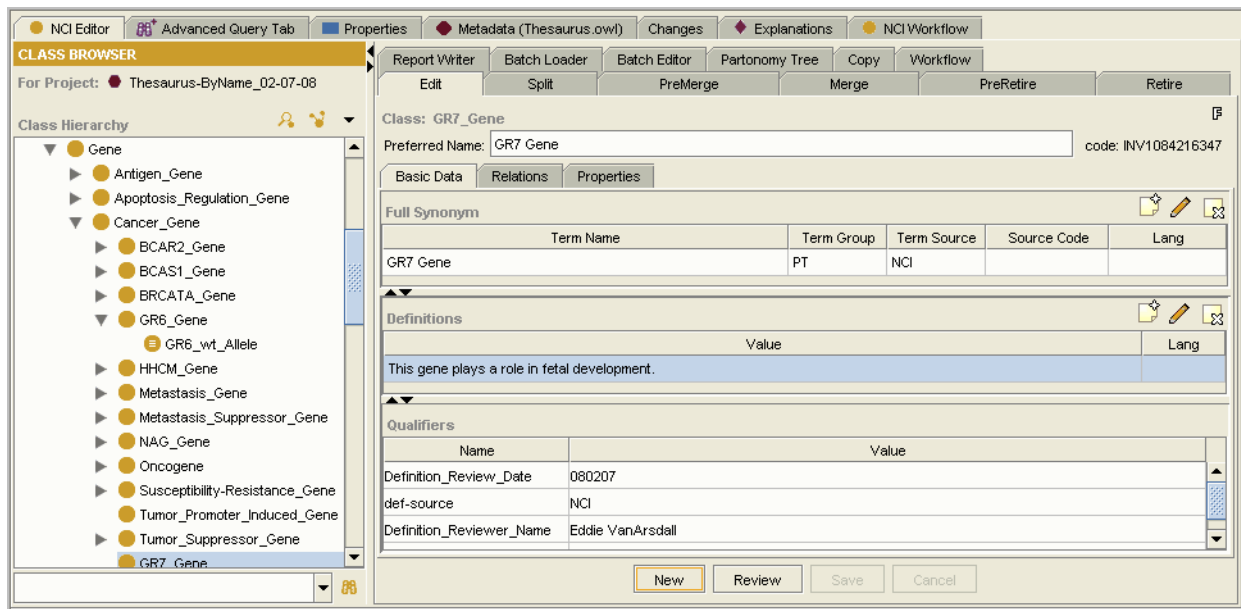 NCI Editor Advanced Query Tab Properties Metadata (Thesaurus.owl) Changes Explanations NCI Workflow
CLASS BROWSER
For Project: Thesaurus-ByName_02-07-08
Class Hierarchy
Gene
Antigen_Gene
Apoptosis_Regulation_Gene
Cancer_Gene
BCAR2_Gene
BCAS1_Gene
BRCATA_Gene
GR6_Gene
GR6_wt_Allele
HHCM_Gene
Metastasis_Gene
Metastasis_Suppressor_Gene
NAG_Gene
Oncogene
Susceptibility-Resistance_Gene
Tumor_Promoter_Induced_Gene
Tumor_Suppressor_Gene
GR7_Gene
Report Writer Batch Loader Batch Editor Partonomy Tree Copy Workflow
Edit Split PreMerge Merge PreRetire Retire
Class: GR7_Gene
Preferred Name: GR7 Gene code: INV1084216347
Basic Data Relations Properties
Full Synonym
Term Name Term Group Term Source Source Code Lang
GR7 Gene PT NCI
Definitions
Value Lang
This gene plays a role in fetal development.
Qualifiers
Name Value
Definition_Review_Date 080207
def-source NCI
Definition_Reviewer_Name Eddie VanArsdall
New Review Save Cancel